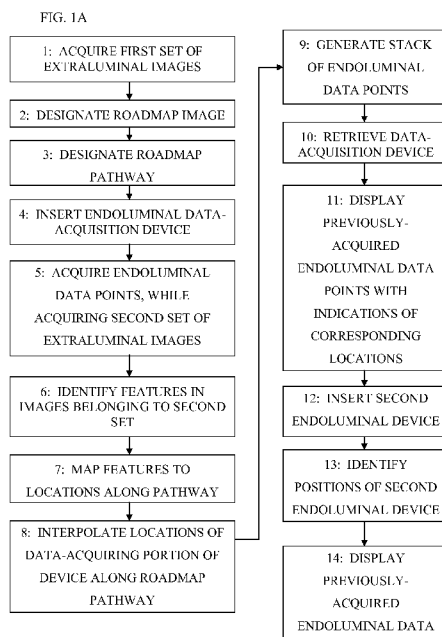 FIG. 1A
1: ACQUIRE FIRST SET OF
EXTRALUMINAL IMAGES
2: DESIGNATE ROADMAP IMAGE
3: DESIGNATE ROADMAP
PATHWAY
4: INSERT ENDOLUMINAL DATA-
ACQUISITION DEVICE
5: ACQUIRE ENDOLUMINAL
DATA POINTS, WHILE
ACQUIRING SECOND SET OF
EXTRALUMINAL IMAGES
6: IDENTIFY FEATURES IN
IMAGES BELONGING TO SECOND
SET
7: MAP FEATURES TO
LOCATIONS ALONG PATHWAY
8: INTERPOLATE LOCATIONS OF
DATA-ACQUIRING PORTION OF
DEVICE ALONG ROADMAP
PATHWAY
9: GENERATE STACK
OF ENDOLUMINAL
DATA POINTS
10: RETRIEVE DATA-
ACQUISITION DEVICE
11: DISPLAY
PREVIOUSLY-
ACQUIRED
ENDOLUMINAL DATA
POINTS WITH
INDICATIONS OF
CORRESPONDING
LOCATIONS
12: INSERT SECOND
ENDOLUMINAL DEVICE
13: IDENTIFY
POSITIONS OF SECOND
ENDOLUMINAL DEVICE
14: DISPLAY
PREVIOUSLY-
ACQUIRED
ENDOLUMINAL DATA